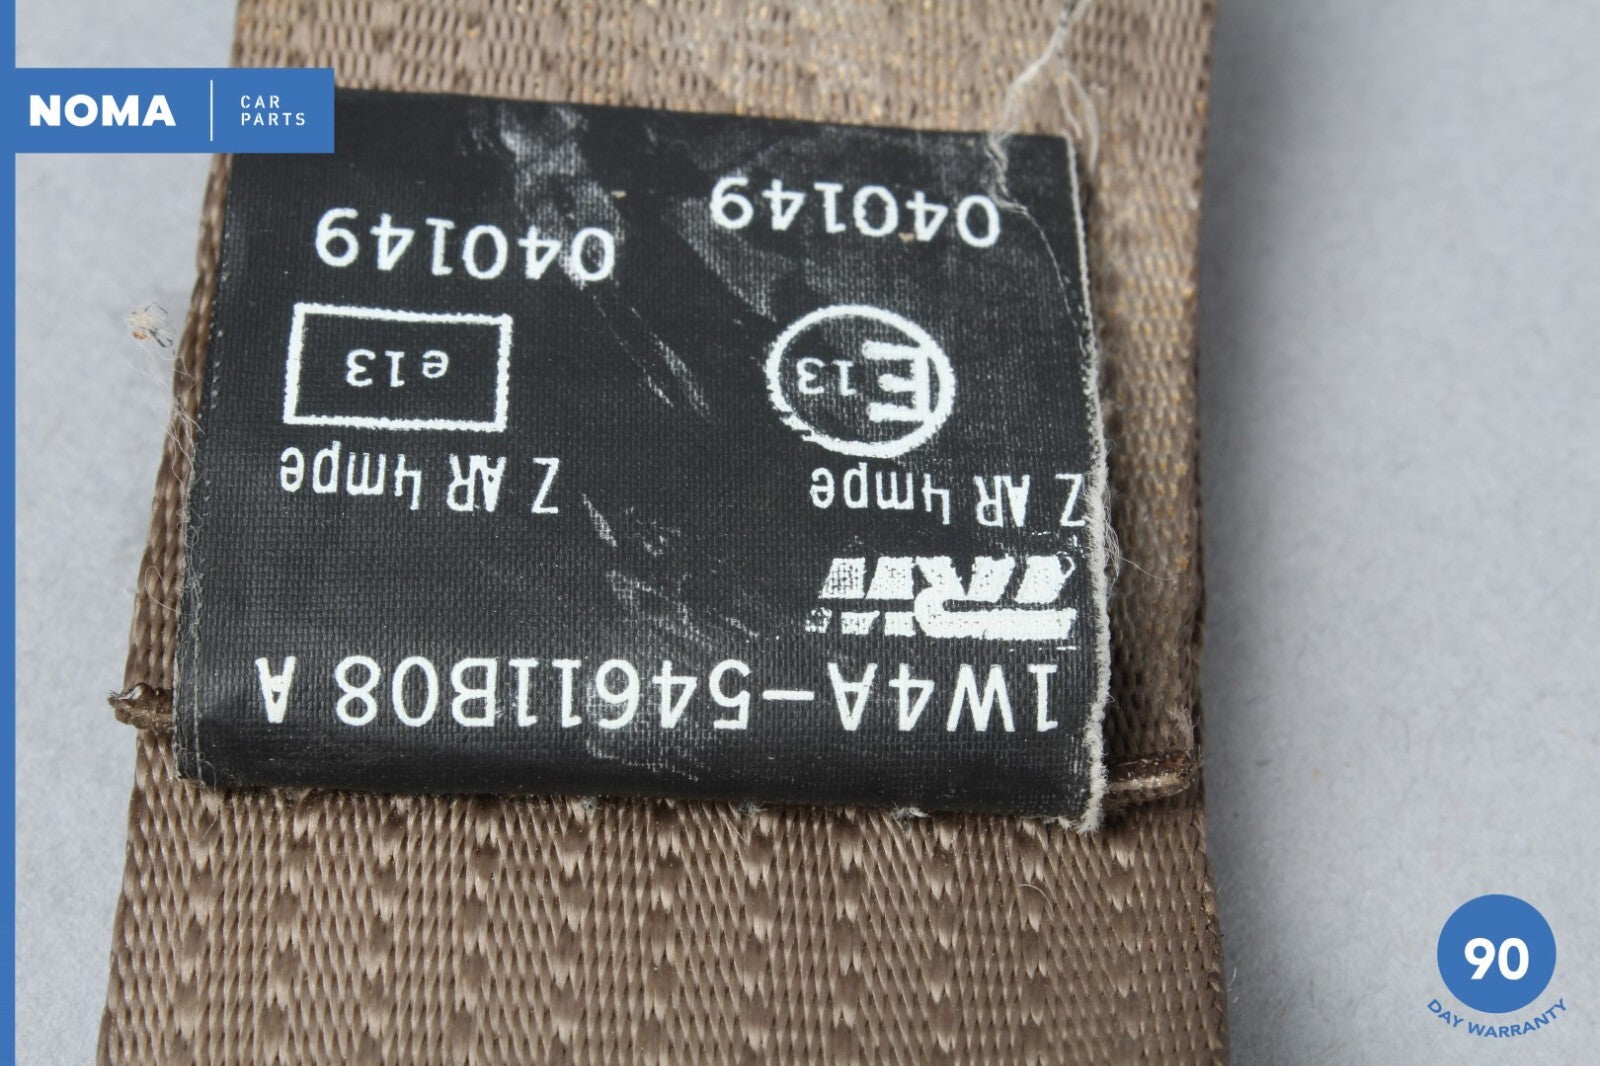 NOMA
CAR
PARTS
1W4A-54611B08 A
TRW
Z AR 4mpe
Z AR 4mpe
E13
e13
040149
040149
90
DAY WARRANTY